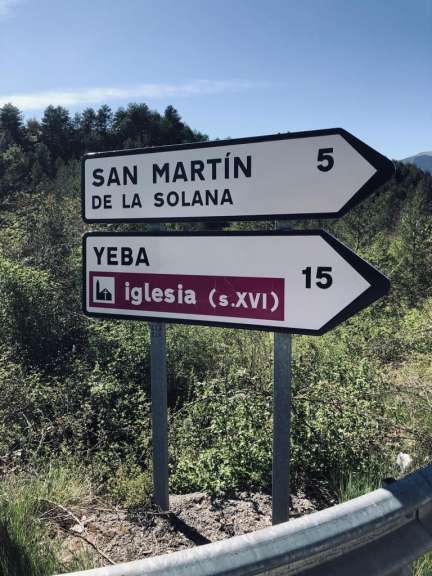 SAN MARTÍN 5
DE LA SOLANA
YEBA 15
iglesia (s.XVI)